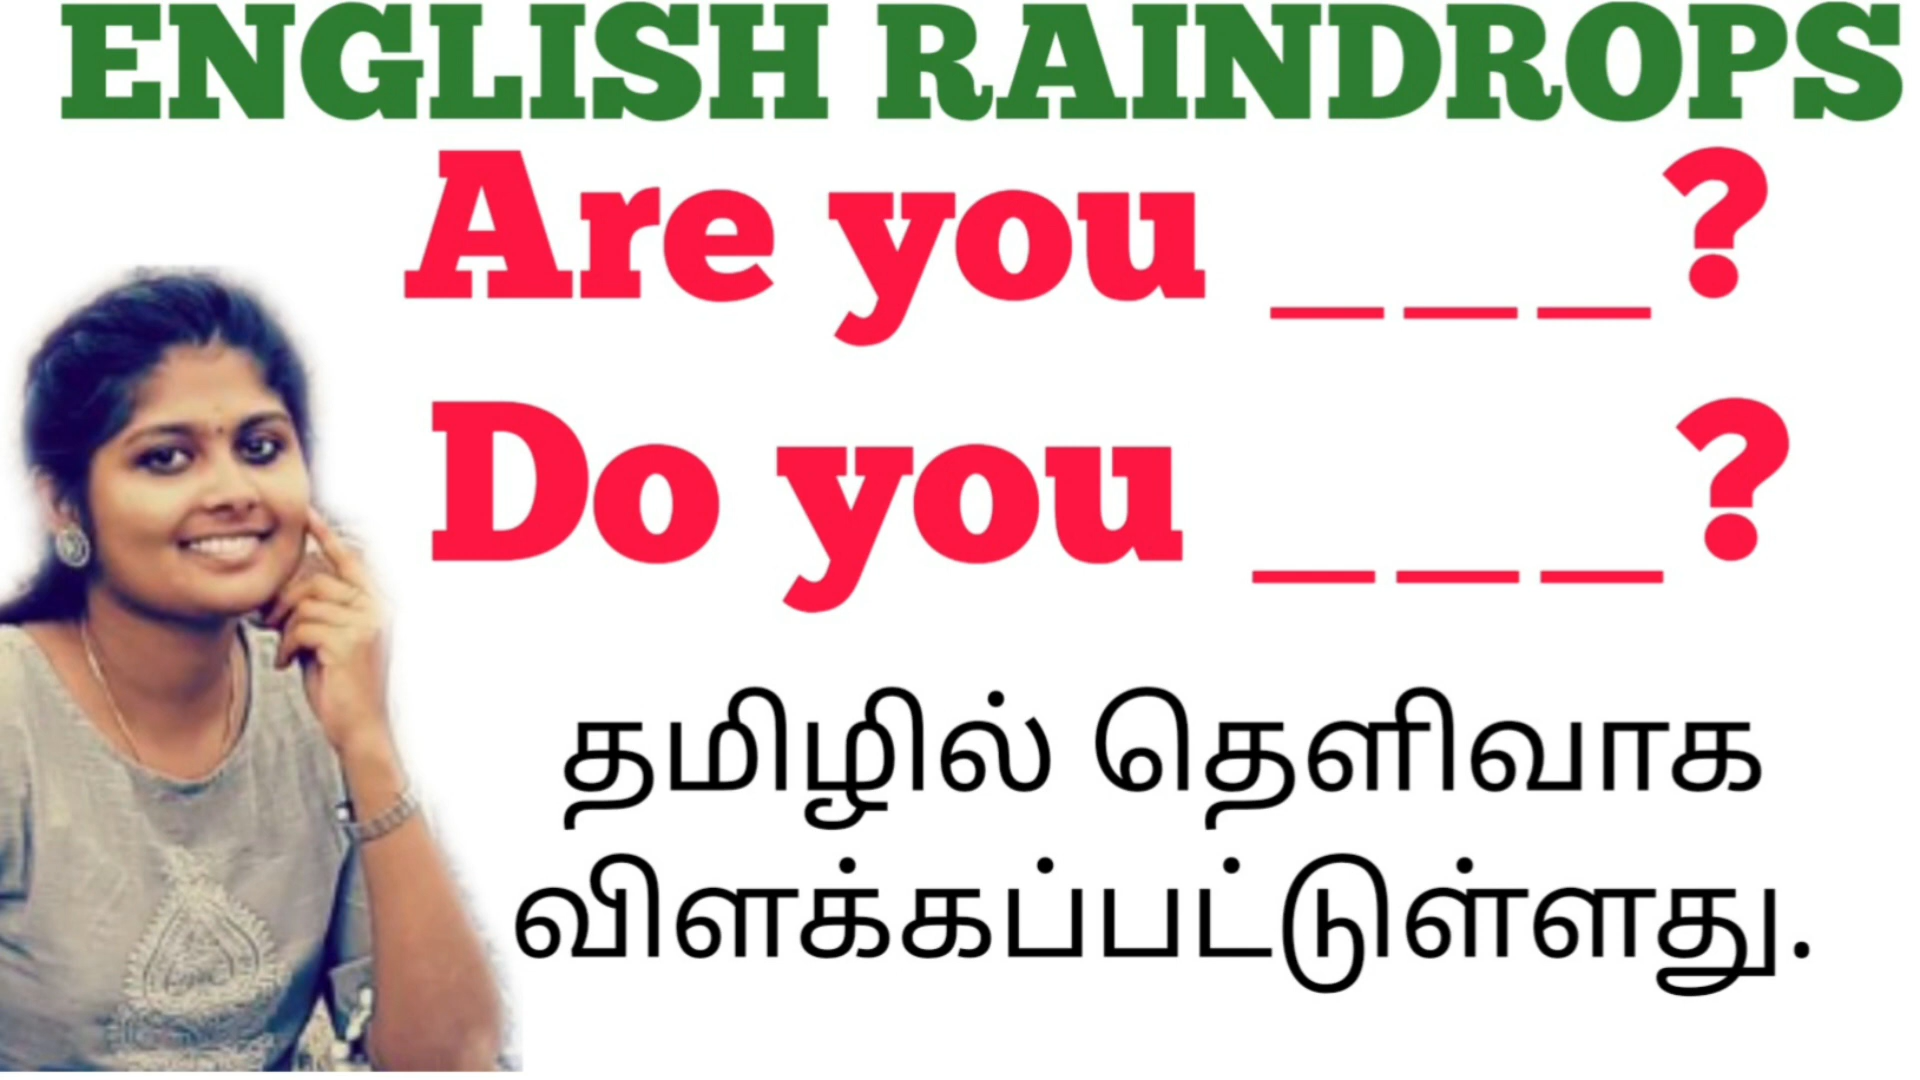 ENGLISH RAINDROPS
Are you ___?
Do you ___?
தமிழில் தெளிவாக
விளக்கப்பட்டுள்ளது.